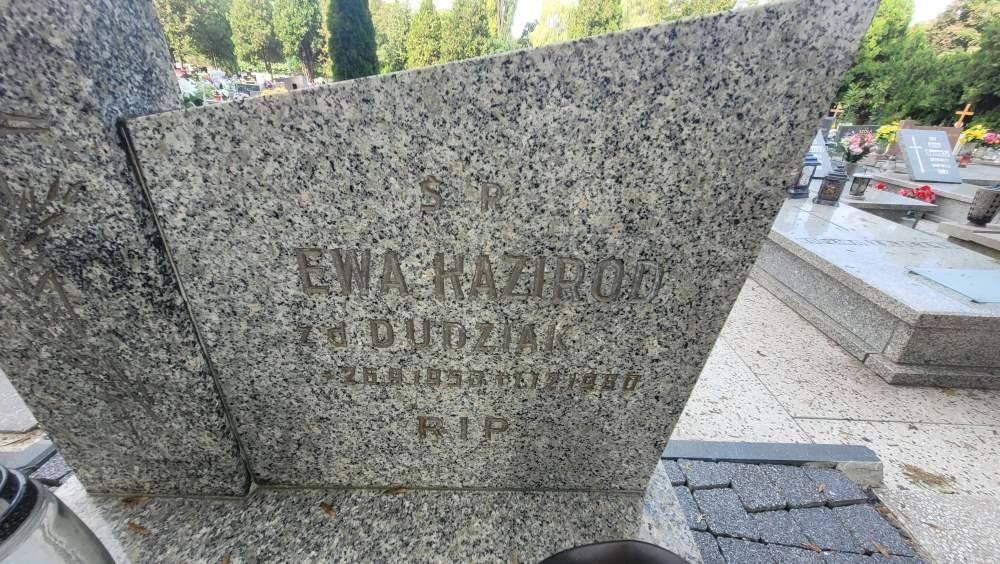 Ś P
EWA KAZIROD
z d DUDZIAK
RIP